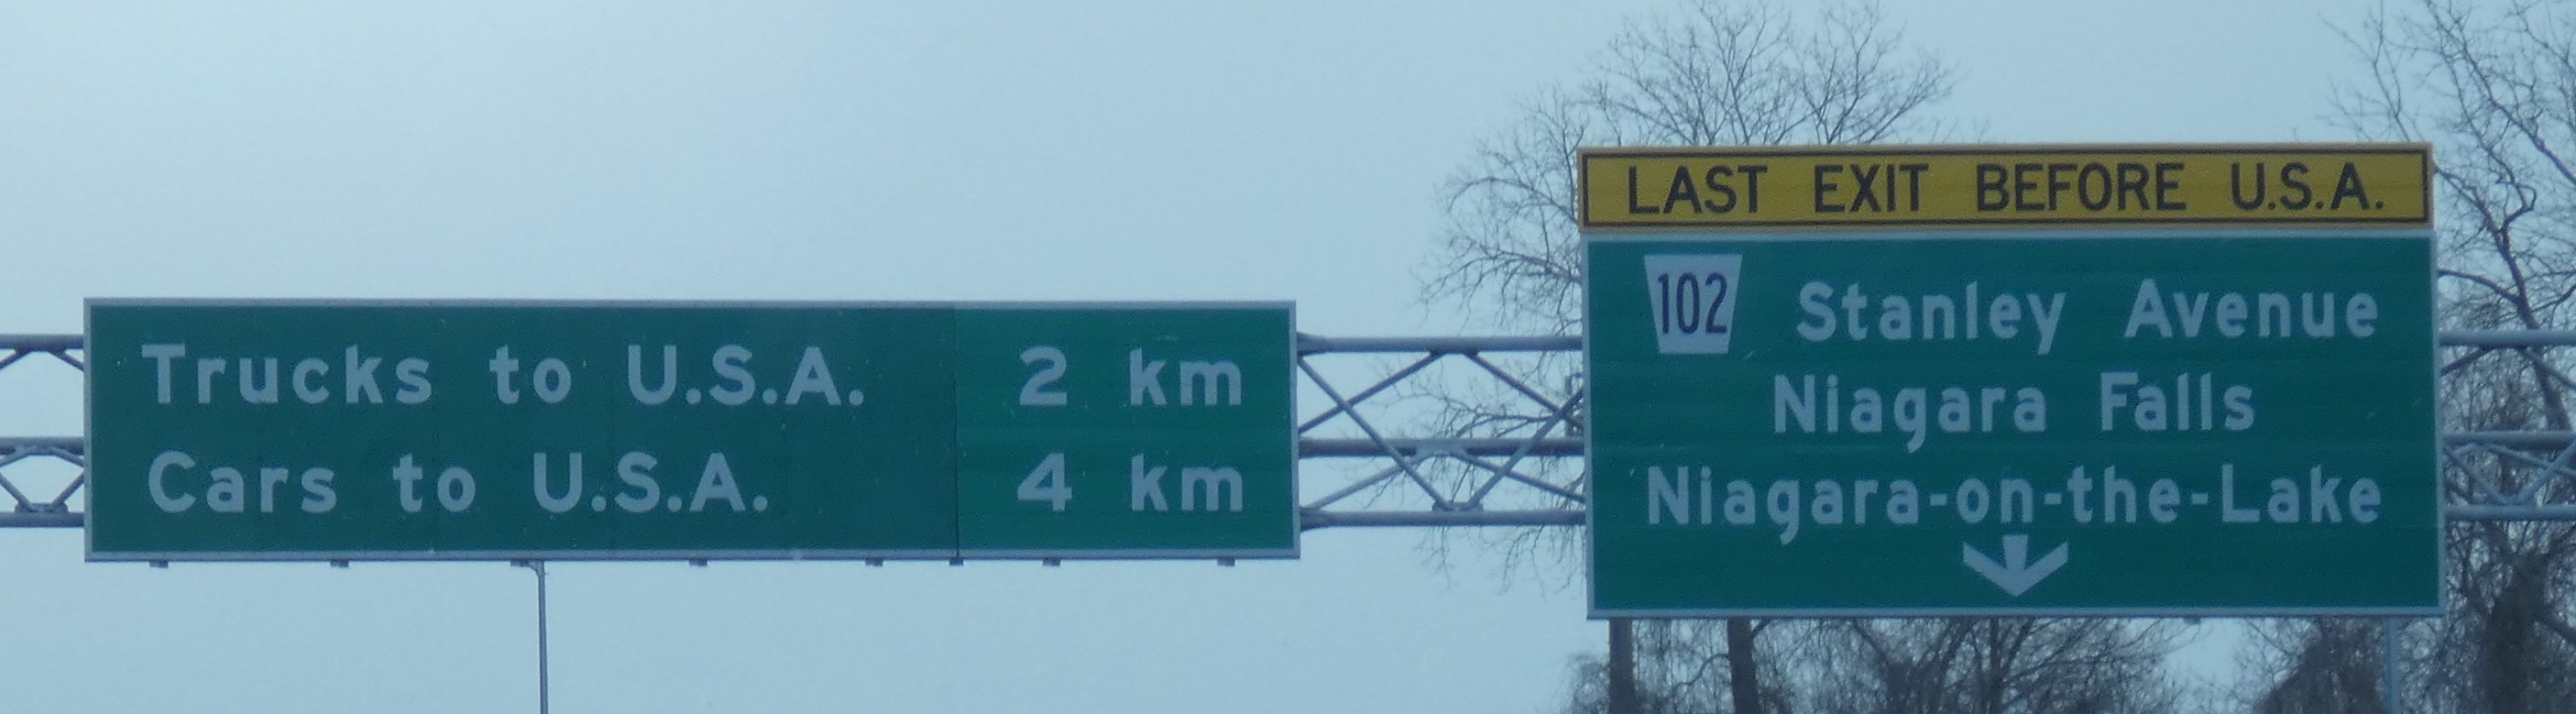 Trucks to U.S.A. 2 km
Cars to U.S.A. 4 km
LAST EXIT BEFORE U.S.A.
102 Stanley Avenue
Niagara Falls
Niagara-on-the-Lake